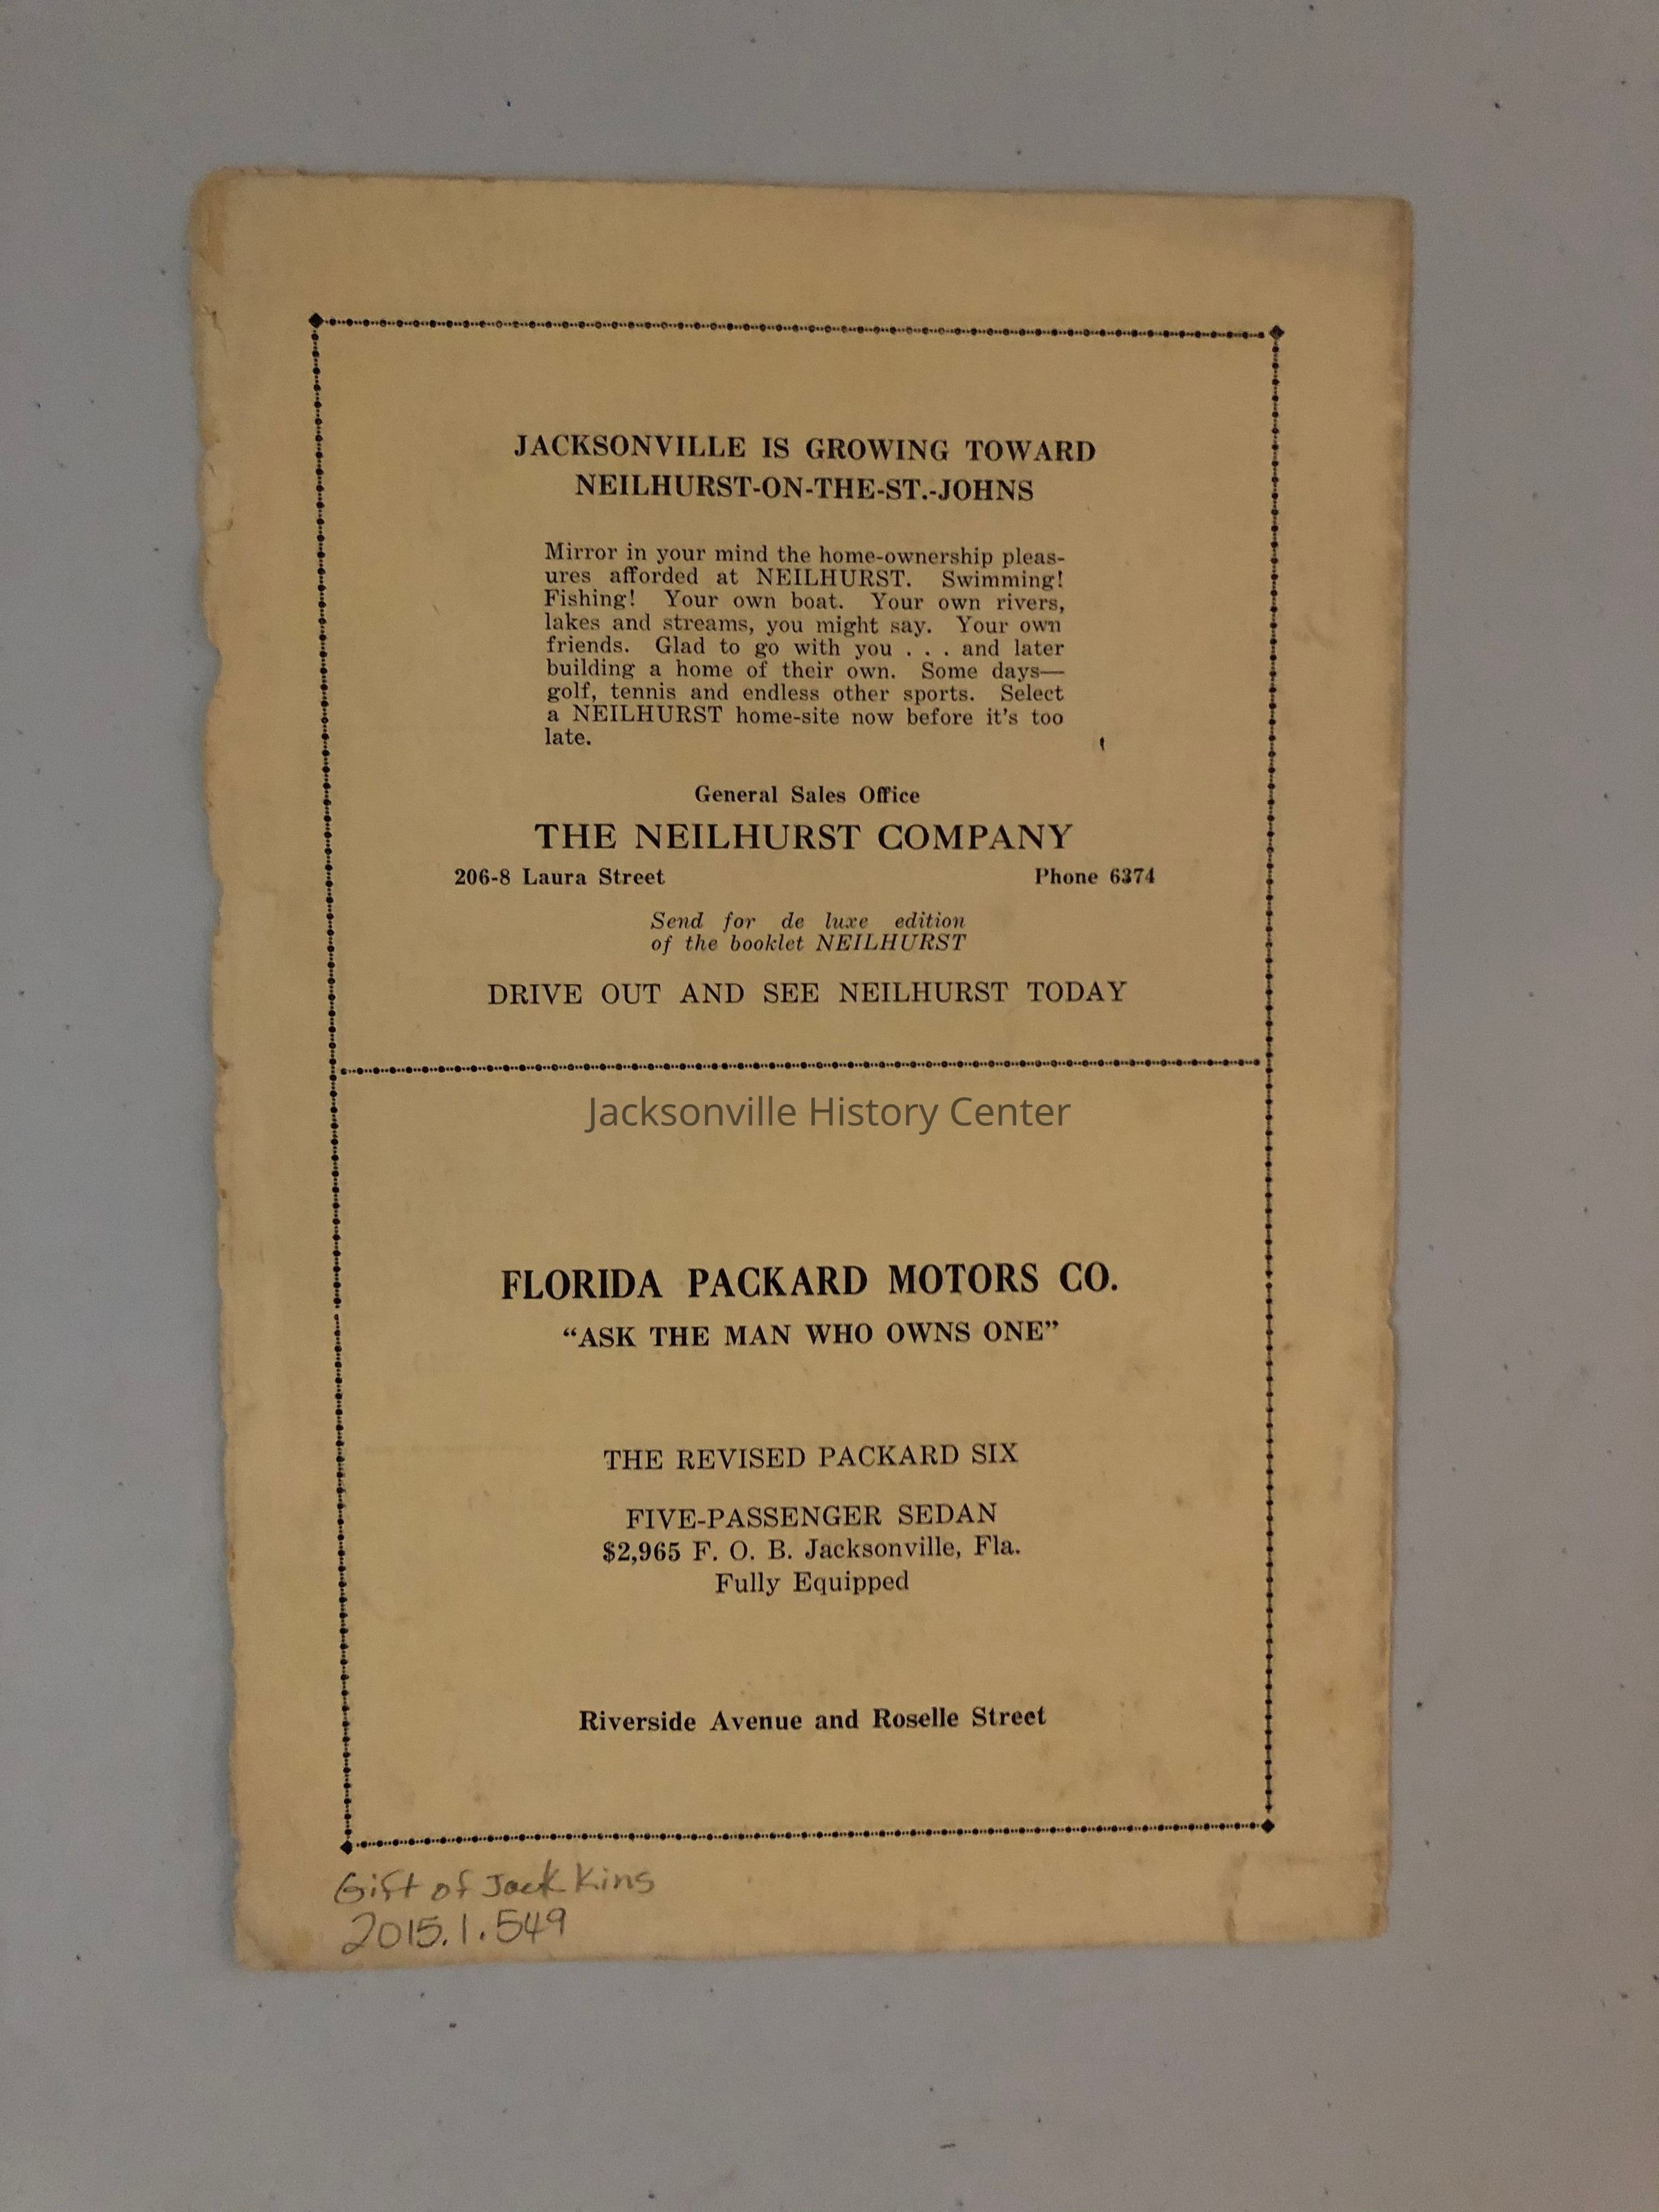 JACKSONVILLE IS GROWING TOWARD
NEILHURST-ON-THE-ST.-JOHNS
Mirror in your mind the home-ownership pleas-
ures afforded at NEILHURST. Swimming!
Fishing! Your own boat. Your own rivers,
lakes and streams, you might say. Your own
friends. Glad to go with you . . . and later
building a home of their own. Some days—
golf, tennis and endless other sports. Select
a NEILHURST home-site now before it's too
late.
General Sales Office
THE NEILHURST COMPANY
206-8 Laura Street Phone 6374
Send for de luxe edition
of the booklet NEILHURST
DRIVE OUT AND SEE NEILHURST TODAY
Jacksonville History Center
FLORIDA PACKARD MOTORS CO.
“ASK THE MAN WHO OWNS ONE”
THE REVISED PACKARD SIX
FIVE-PASSENGER SEDAN
$2,965 F. O. B. Jacksonville, Fla.
Fully Equipped
Riverside Avenue and Roselle Street
Gift of Jack King
2015.1.549